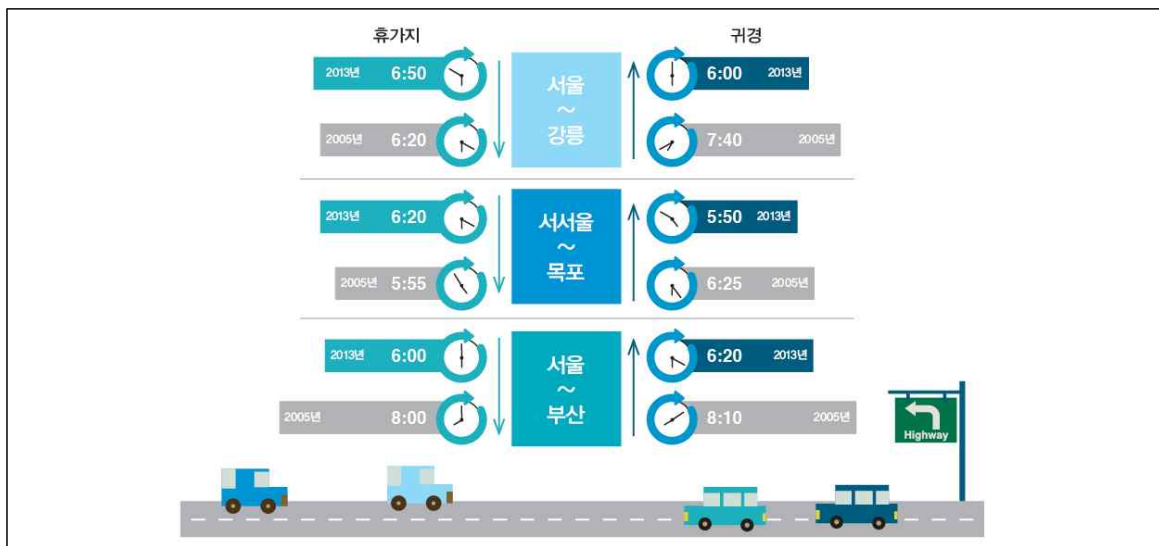 휴가지 귀경
2013년 6:50 서울 6:00 2013년
~
2005년 6:20 강릉 7:40 2005년
2013년 6:20 서서울 5:50 2013년
~
2005년 5:55 목포 6:25 2005년
2013년 6:00 서울 6:20 2013년
~
2005년 8:00 부산 8:10 2005년
Highway